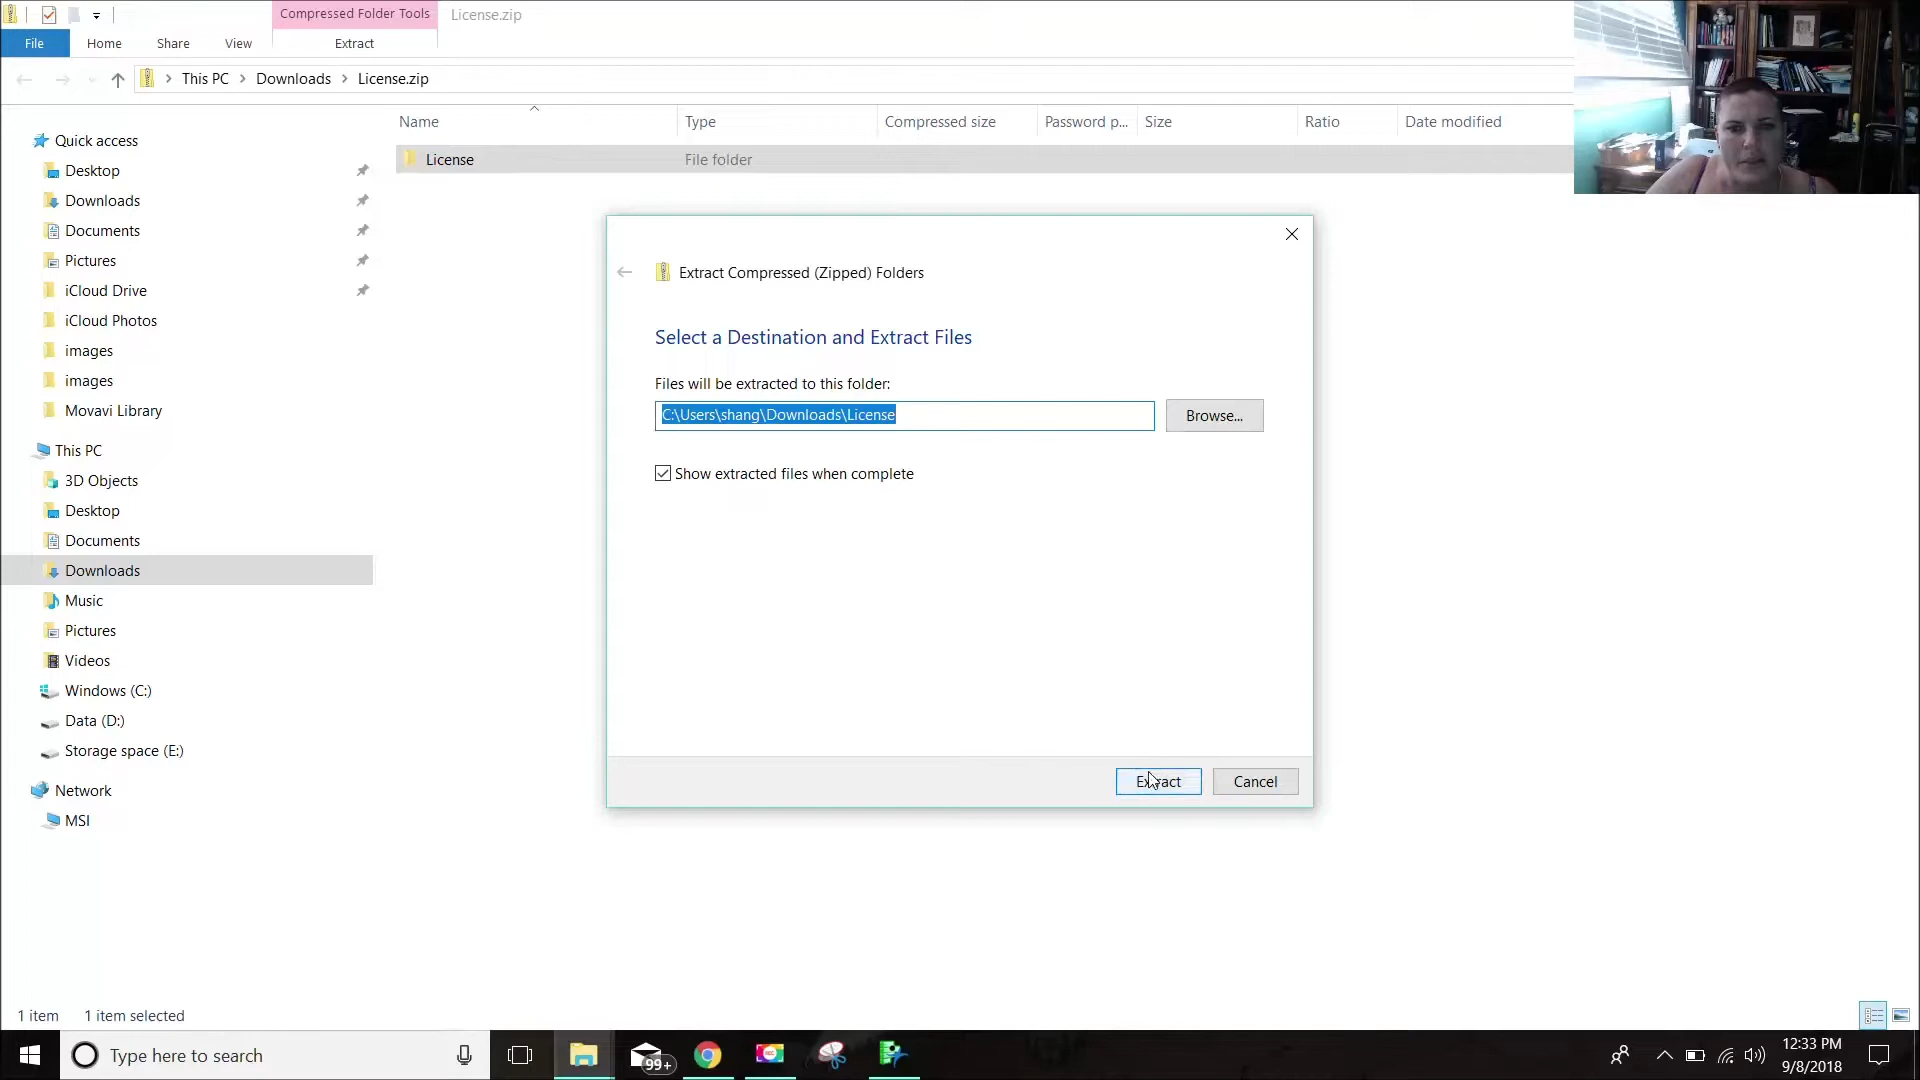 Compressed Folder Tools
License.zip
File
Home
Share
View
Extract
This PC
Downloads
License.zip
Name
Type
Compressed size
Password p...
Size
Ratio
Date modified
License
File folder
Quick access
Desktop
Downloads
Documents
Pictures
iCloud Drive
iCloud Photos
images
images
Movavi Library
This PC
3D Objects
Desktop
Documents
Downloads
Music
Pictures
Videos
Windows (C:)
Data (D:)
Storage space (E:)
Network
MSI
Extract Compressed (Zipped) Folders
Select a Destination and Extract Files
Files will be extracted to this folder:
C:\Users\shang\Downloads\License
Browse...
Show extracted files when complete
Extract
Cancel
1 item
1 item selected
Type here to search
99+
REC
12:33 PM
9/8/2018